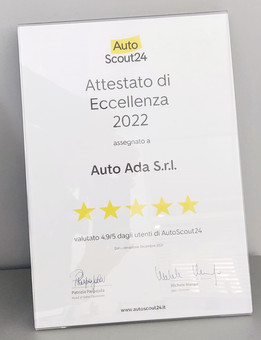 Auto
Scout24
Attestato di
Eccellenza
2022
assegnato a
Auto Ada S.r.l.
valutato 4,9/5 dagli utenti di AutoScout24
www.autoscout24.it